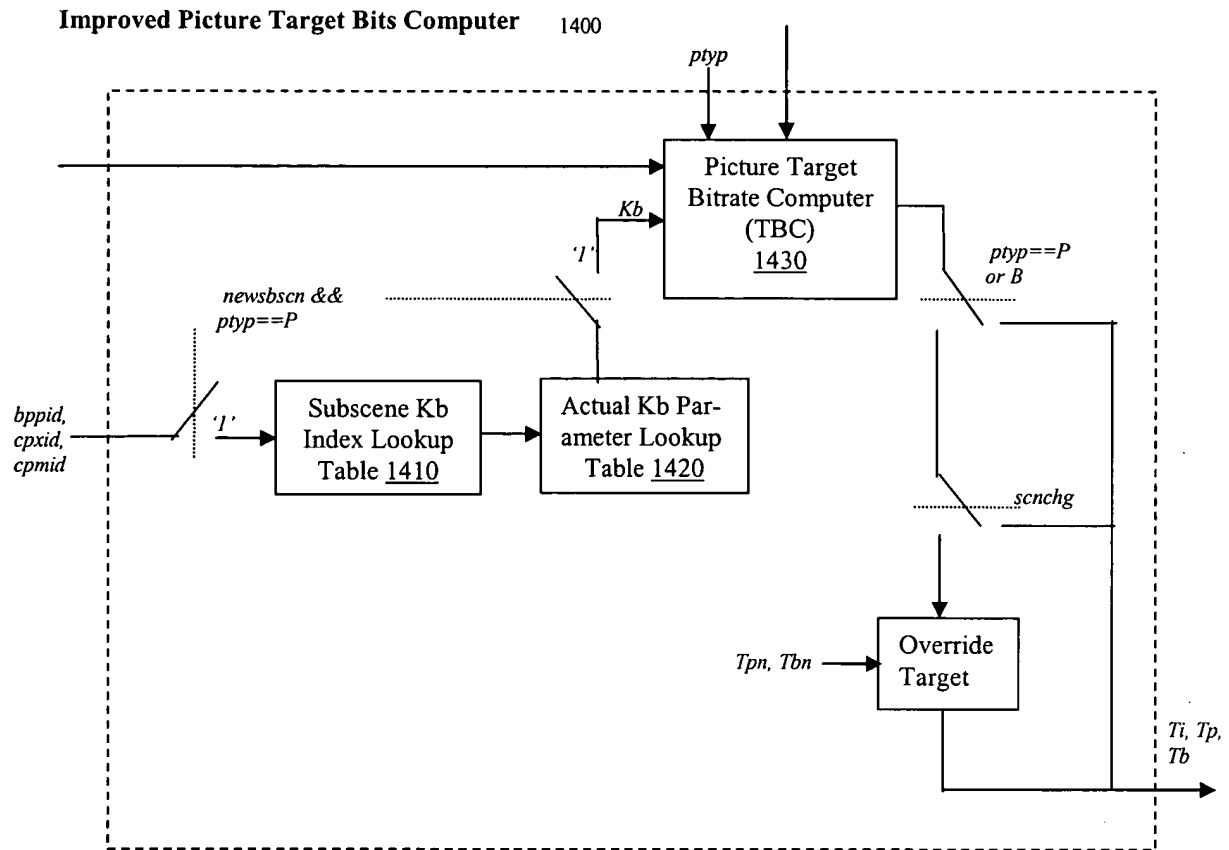 Improved Picture Target Bits Computer 1400
ptyp
Picture Target
Bitrate Computer
(TBC)
1430
Kb
'1'
ptyp==P
or B
newsbscn &&
ptyp==P
bppid,
cpxid,
cpmid
'1'
Subscene Kb
Index Lookup
Table 1410
Actual Kb Par-
ameter Lookup
Table 1420
scnchg
Override
Target
Tpn, Tbn
Ti, Tp,
Tb